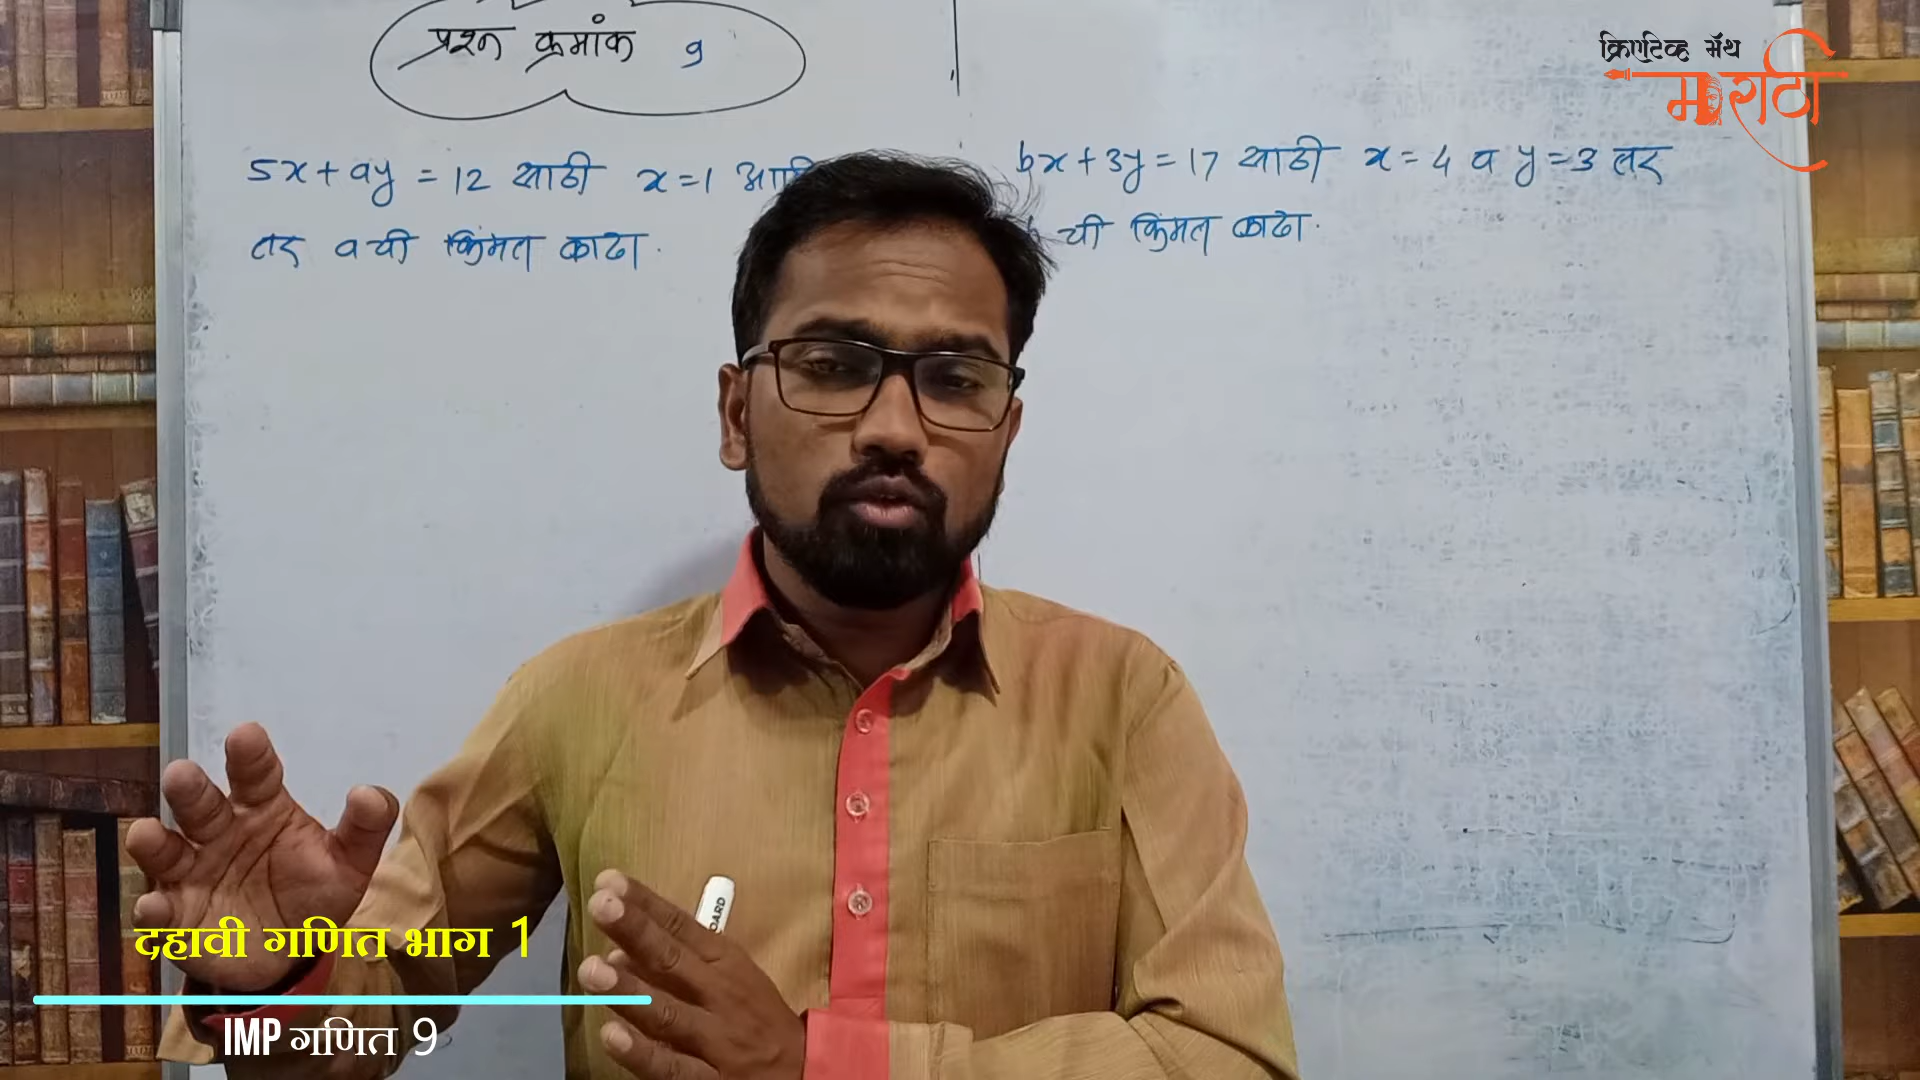 प्रश्न क्रमांक 9
क्रिएटिव्ह मॅथ
मराठी
5x + ay = 12 साठी x = 1
तर a ची किंमत काढा.
bx + 3y = 17 साठी x = 4 व y = 3 तर
ची किंमत काढा.
OARD
दहावी गणित भाग 1
IMP गणित 9